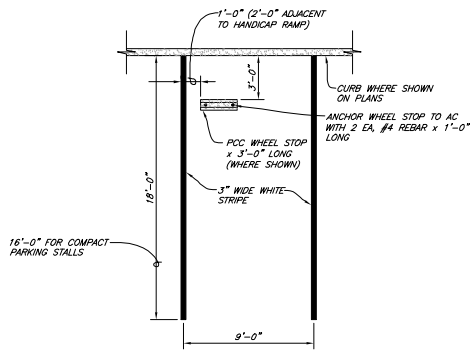 1'-0" (2'-0" ADJACENT
TO HANDICAP RAMP)
3'-0"
CURB WHERE SHOWN
ON PLANS
ANCHOR WHEEL STOP TO AC
WITH 2 EA, #4 REBAR x 1'-0"
LONG
PCC WHEEL STOP
x 3'-0" LONG
(WHERE SHOWN)
18'-0"
3" WIDE WHITE
STRIPE
16'-0" FOR COMPACT
PARKING STALLS
9'-0"